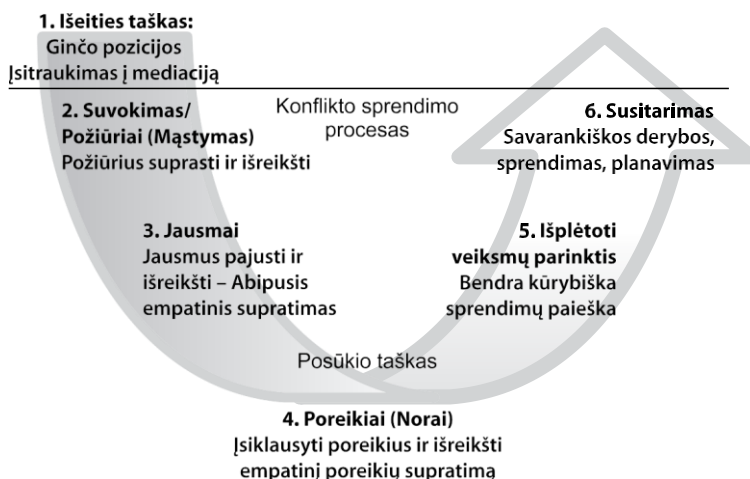 1. Išeities taškas:
Ginčo pozicijos
Įsitraukimas į mediaciją
2. Suvokimas/
Požiūriai (Mąstymas)
Požiūrius suprasti ir išreikšti
Konflikto sprendimo
procesas
6. Susitarimas
Savarankiškos derybos,
sprendimas, planavimas
3. Jausmai
Jausmus pajusti ir
išreikšti – Abipusis
empatinis supratimas
5. Išplėtoti
veiksmų parinktis
Bendra kūrybiška
sprendimų paieška
Posūkio taškas
4. Poreikiai (Norai)
Įsiklausyti poreikius ir išreikšti
empatinį poreikių supratimą